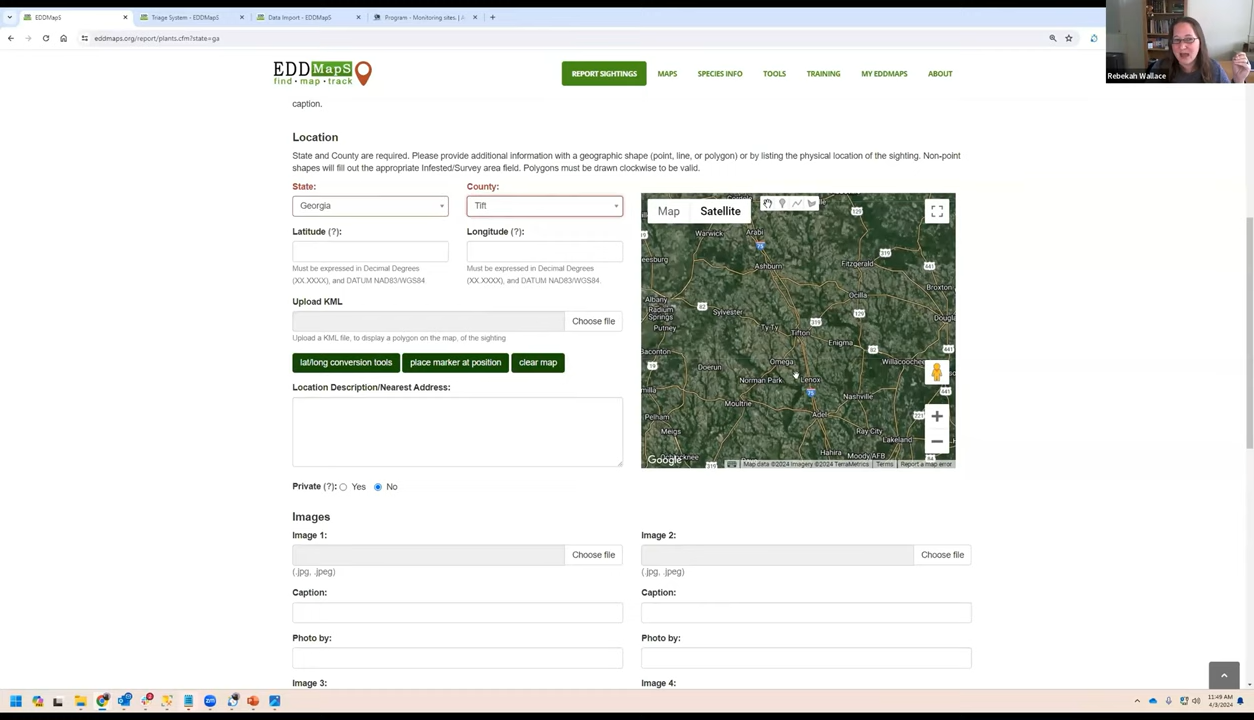 EDDMapS
Triage System - EDDMapS
Data Import - EDDMapS
Program - Monitoring sites. | A
eddmaps.org/report/plants.cfm?state=ga
Rebekah Wallace
EDDMapS
find • map • track
REPORT SIGHTINGS
MAPS
SPECIES INFO
TOOLS
TRAINING
MY EDDMAPS
ABOUT
caption.
Location
State and County are required. Please provide additional information with a geographic shape (point, line, or polygon) or by listing the physical location of the sighting. Non-point
shapes will fill out the appropriate Infested/Survey area field. Polygons must be drawn clockwise to be valid.
State:
County:
Georgia
Tift
Latitude (?):
Longitude (?):
Must be expressed in Decimal Degrees
(XX.XXXX), and DATUM NAD83/WGS84
Must be expressed in Decimal Degrees
(XX.XXXX), and DATUM NAD83/WGS84.
Upload KML
Choose file
Upload a KML file, to display a polygon on the map, of the sighting
lat/long conversion tools
place marker at position
clear map
Location Description/Nearest Address:
Private (?):
Yes
No
Map
Satellite
Warwick
Arabi
Ashburn
Fitzgerald
Broxton
Ocilla
Albany
Radium
Springs
Sylvester
Ty-Ty
Tifton
Putney
Enigma
Omega
Willacoochee
Doerun
Norman Park
Lenox
Moultrie
Nashville
Adel
Pelham
Meigs
Ray City
Lakeland
Hahira
Moody AFB
Google
Map data ©2024 Imagery ©2024 TerraMetrics
Terms
Report a map error
Images
Image 1:
Image 2:
Choose file
Choose file
(.jpg, .jpeg)
(.jpg, .jpeg)
Caption:
Caption:
Photo by:
Photo by:
Image 3:
Image 4:
11:49 AM
4/3/2024